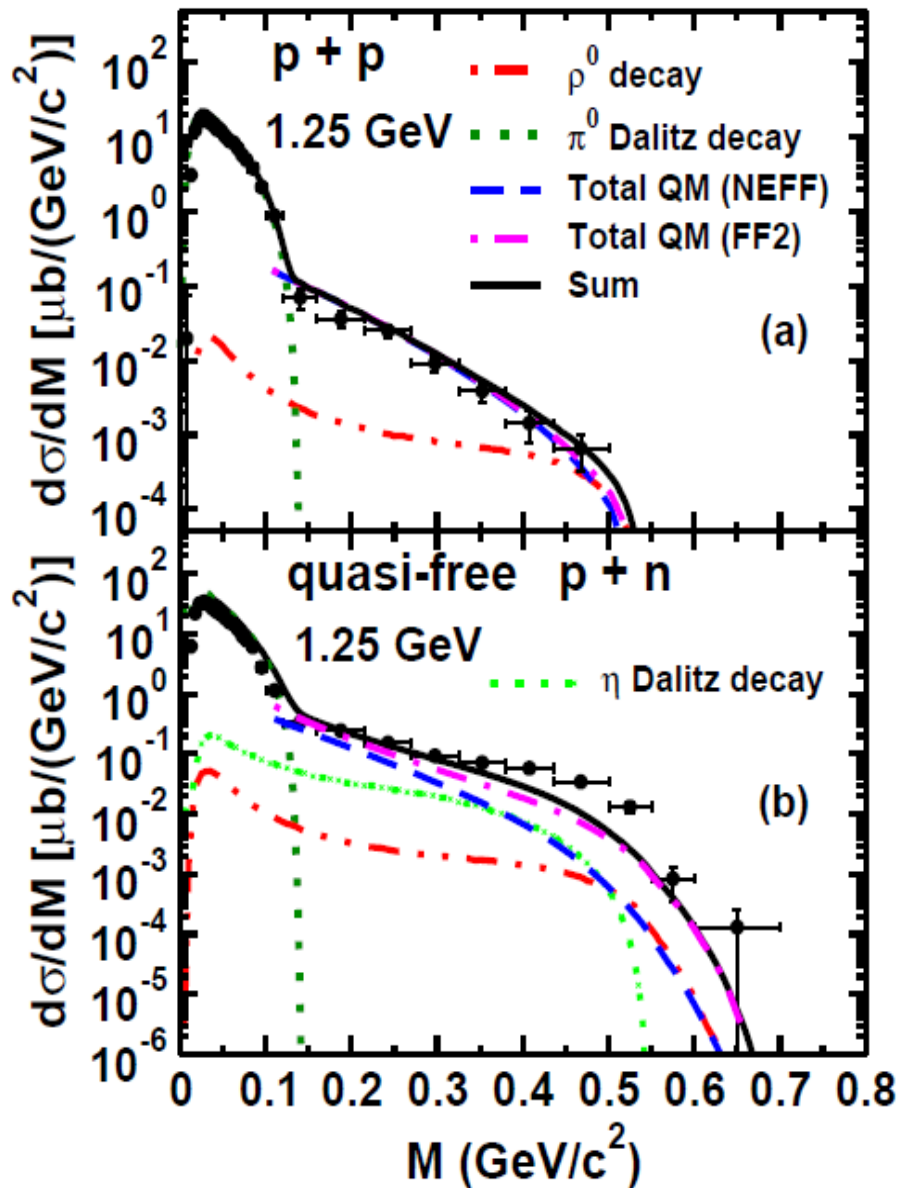 p + p
1.25 GeV
ρ⁰ decay
π⁰ Dalitz decay
Total QM (NEFF)
Total QM (FF2)
Sum
(a)
dσ/dM [μb/(GeV/c²)]
10²
10¹
10⁰
10⁻¹
10⁻²
10⁻³
10⁻⁴
quasi-free p + n
1.25 GeV
η Dalitz decay
(b)
dσ/dM [μb/(GeV/c²)]
10²
10¹
10⁰
10⁻¹
10⁻²
10⁻³
10⁻⁴
10⁻⁵
10⁻⁶
0 0.1 0.2 0.3 0.4 0.5 0.6 0.7 0.8
M (GeV/c²)